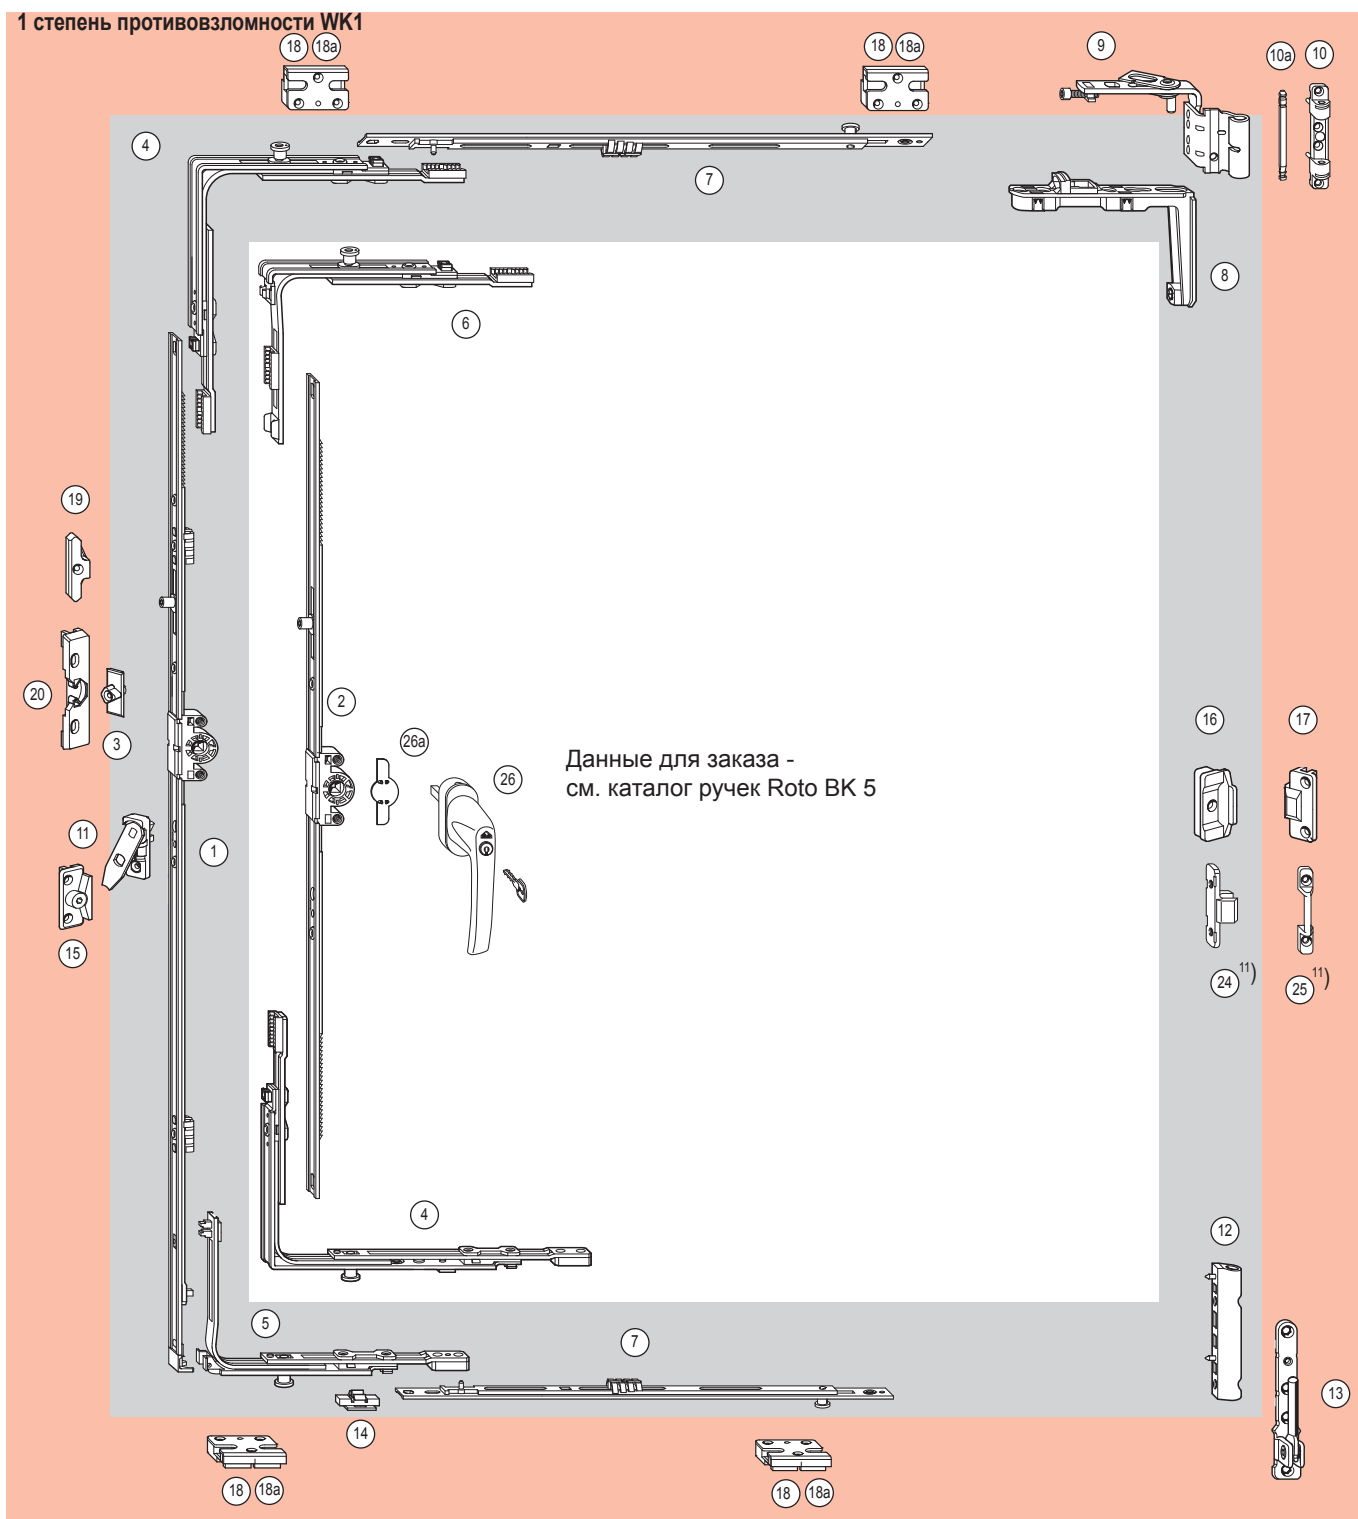 1 степень противовзломности WK1
18 18a
18 18a
9
10a 10
4
7
8
6
19
20
3
2
26a
26
Данные для заказа -
см. каталог ручек Roto BK 5
16
17
11
1
15
24 11)
25 11)
4
12
5
7
13
14
18 18a
18 18a